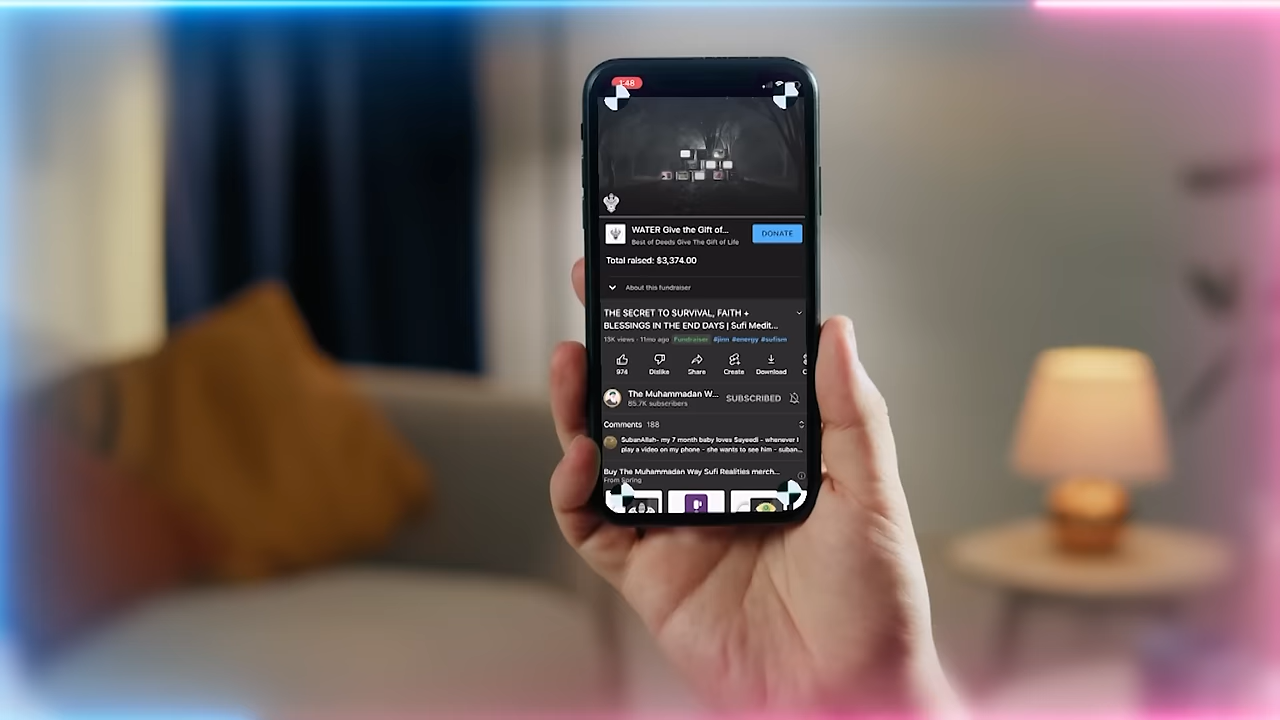 1:48
WATER Give the Gift of...
Best of Deeds Give The Gift of Life
DONATE
Total raised: $3,374.00
About this fundraiser
THE SECRET TO SURVIVAL, FAITH +
BLESSINGS IN THE END DAYS | Sufi Medit...
13K views · 11mo ago Fundraiser #jinn #energy #sufism
974 Dislike Share Create Download
The Muhammadan W... SUBSCRIBED
85.7K subscribers
Comments 188
SubanAllah- my 7 month baby loves Sayeedi - whenever I
play a video on my phone - she wants to see him - suban...
Buy The Muhammadan Way Sufi Realities merch...
From Spring